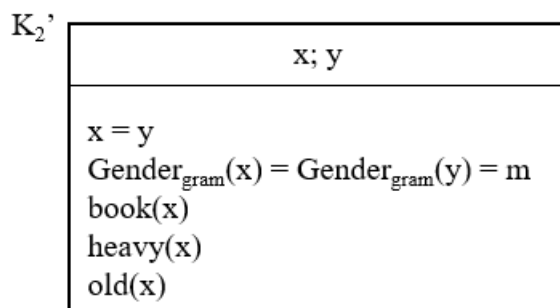 K₂’
x; y
x = y
Gender_gram(x) = Gender_gram(y) = m
book(x)
heavy(x)
old(x)